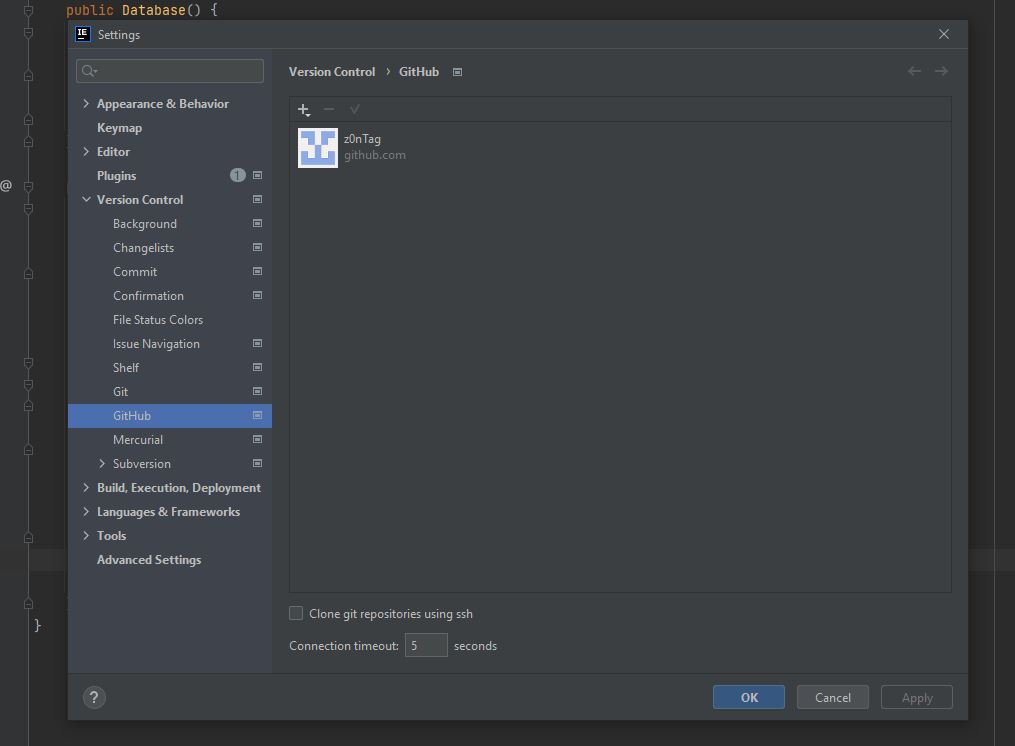 public Database() {
IE Settings
Version Control › GitHub
Appearance & Behavior
Keymap
Editor
Plugins 1
Version Control
Background
Changelists
Commit
Confirmation
File Status Colors
Issue Navigation
Shelf
Git
GitHub
Mercurial
Subversion
Build, Execution, Deployment
Languages & Frameworks
Tools
Advanced Settings
z0nTag
github.com
Clone git repositories using ssh
Connection timeout: 5 seconds
? OK Cancel Apply
@
}